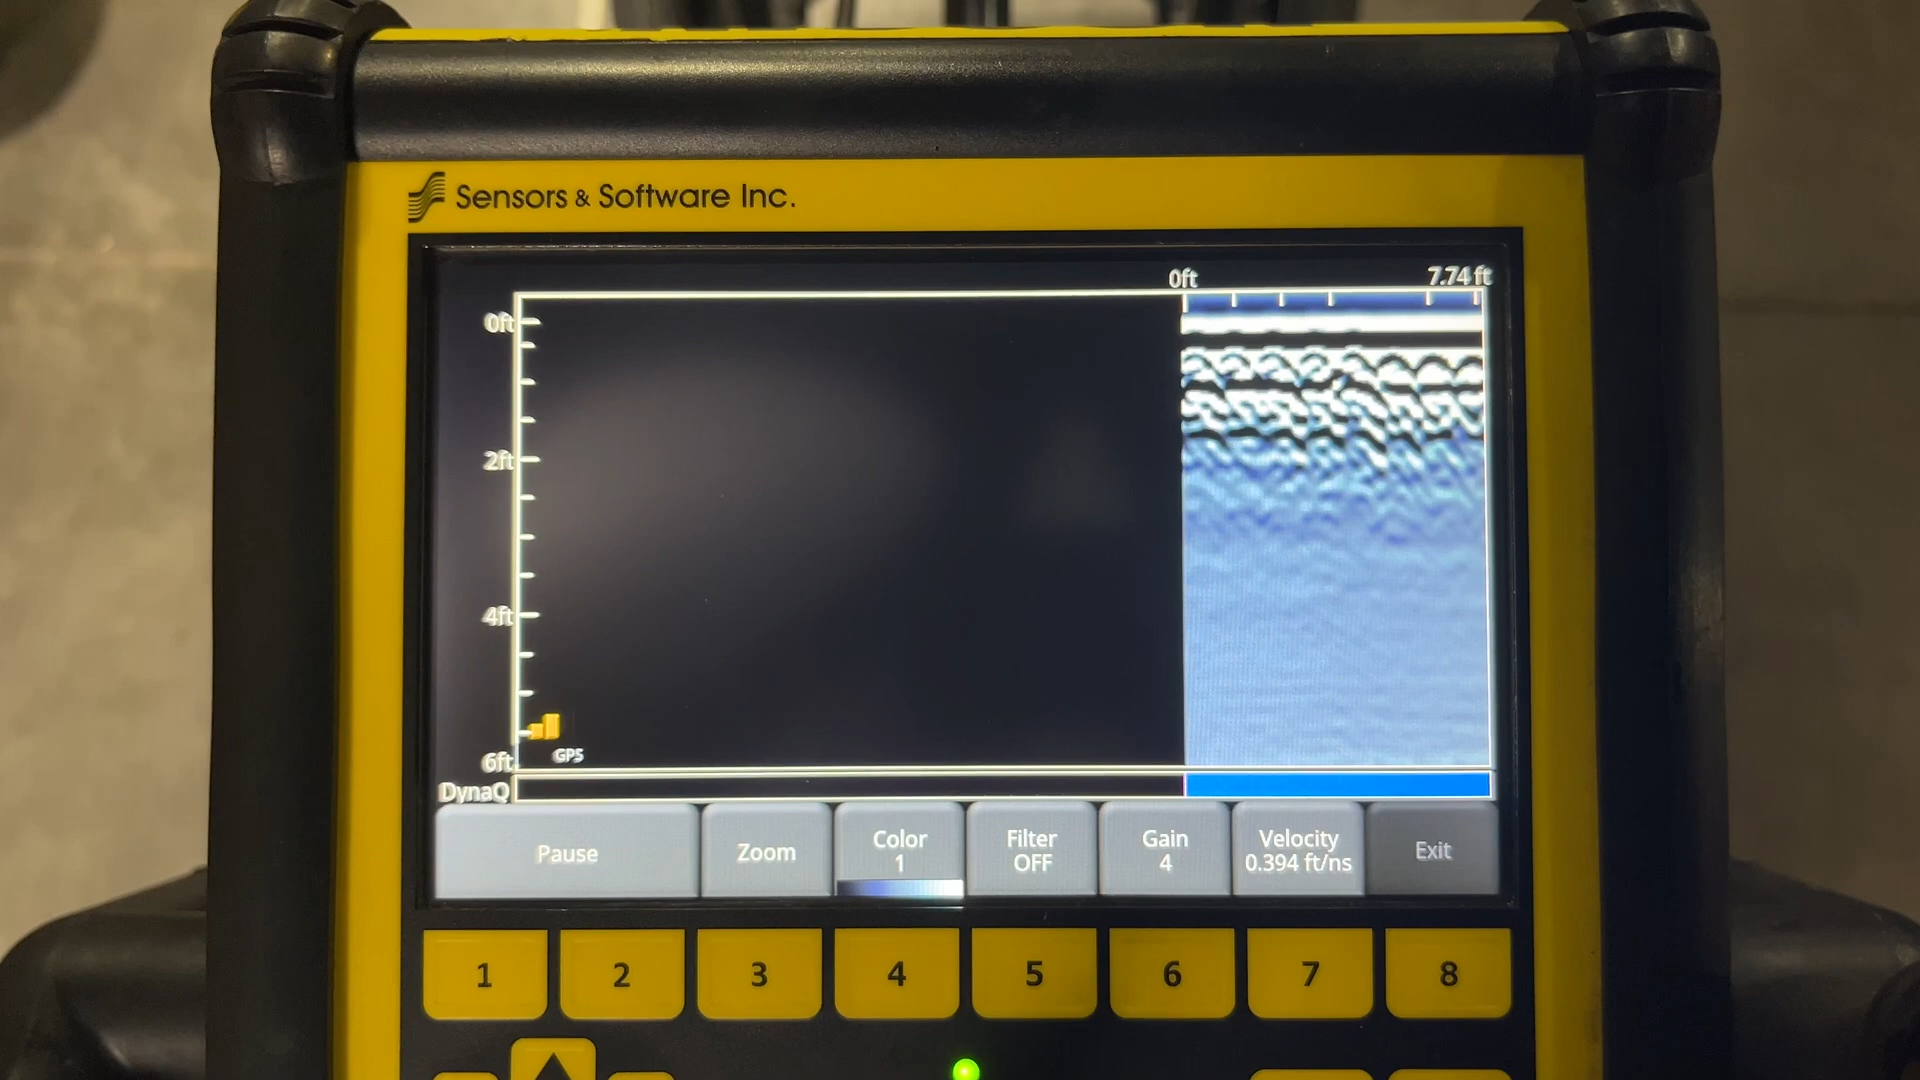 Sensors & Software Inc.
0ft 7.74 ft
0ft
2ft
4ft
6ft
GPS
DynaQ
Pause
Zoom
Color
1
Filter
OFF
Gain
4
Velocity
0.394 ft/ns
Exit
1 2 3 4 5 6 7 8